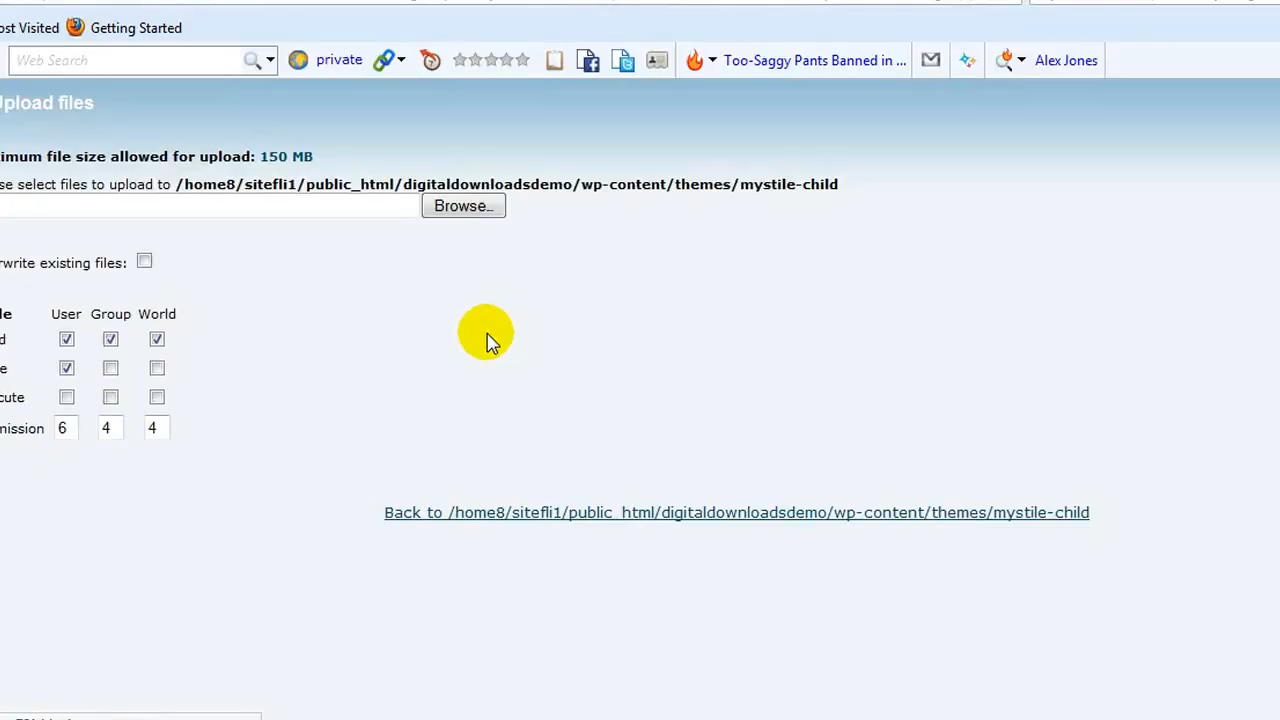 ost Visited Getting Started
Web Search private Too-Saggy Pants Banned in ... Alex Jones
Upload files
imum file size allowed for upload: 150 MB
se select files to upload to /home8/sitefli1/public_html/digitaldownloadsdemo/wp-content/themes/mystile-child
Browse...
rwrite existing files:
le User Group World
d
e
cute
mission 6 4 4
Back to /home8/sitefli1/public_html/digitaldownloadsdemo/wp-content/themes/mystile-child